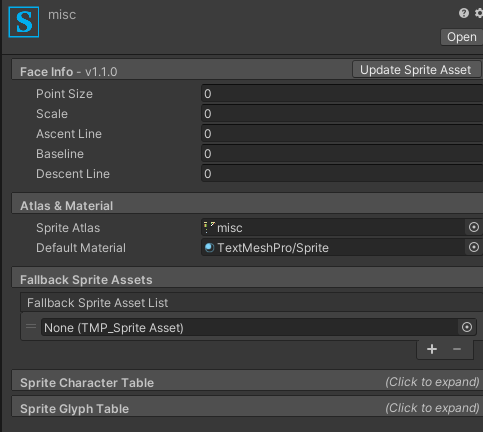 S misc
Open
Face Info - v1.1.0 Update Sprite Asset
Point Size 0
Scale 0
Ascent Line 0
Baseline 0
Descent Line 0
Atlas & Material
Sprite Atlas misc
Default Material TextMeshPro/Sprite
Fallback Sprite Assets
Fallback Sprite Asset List
None (TMP_Sprite Asset)
+ −
Sprite Character Table (Click to expand)
Sprite Glyph Table (Click to expand)